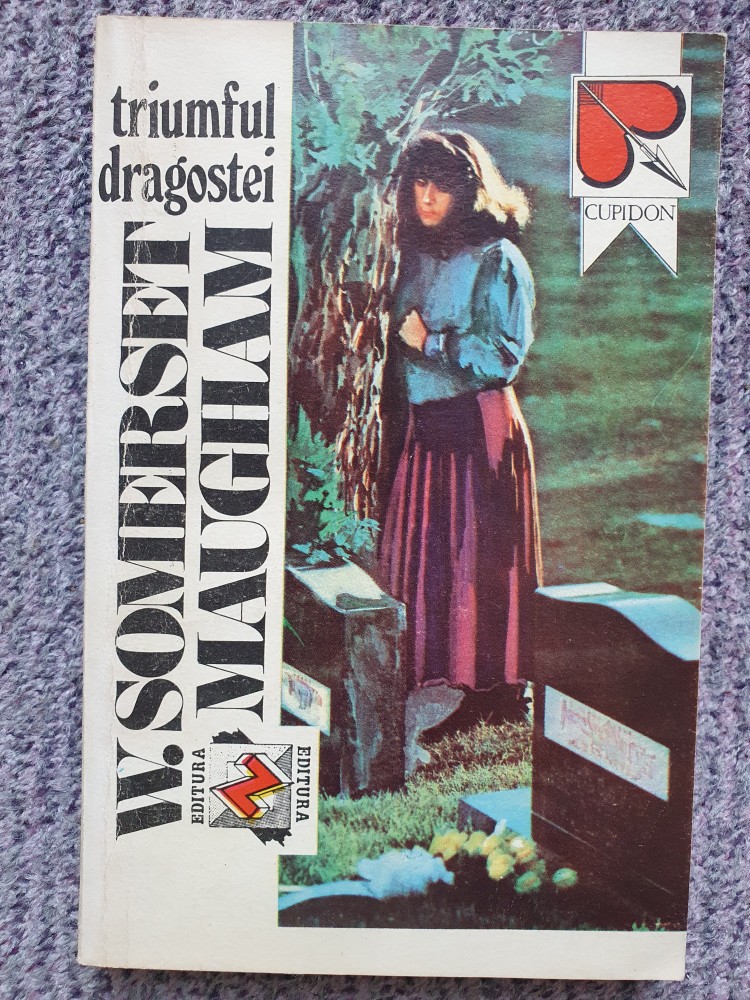 triumful
dragostei
W. SOMERSET
MAUGHAM
CUPIDON
EDITURA
EDITURA